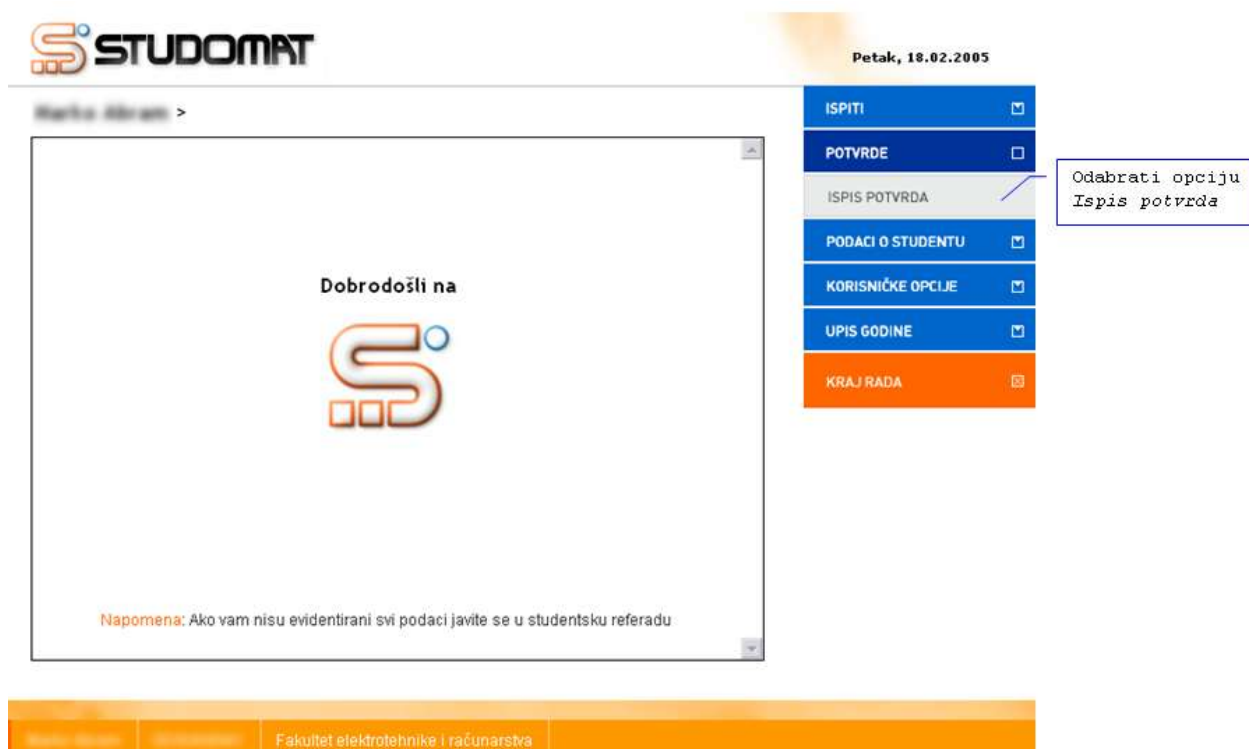 STUDOMAT
Petak, 18.02.2005
>
ISPITI
POTVRDE
ISPIS POTVRDA
Odabrati opciju
Ispis potvrda
PODACI O STUDENTU
KORISNIČKE OPCIJE
UPIS GODINE
KRAJ RADA
Dobrodošli na
Napomena: Ako vam nisu evidentirani svi podaci javite se u studentsku referadu
Fakultet elektrotehnike i računarstva